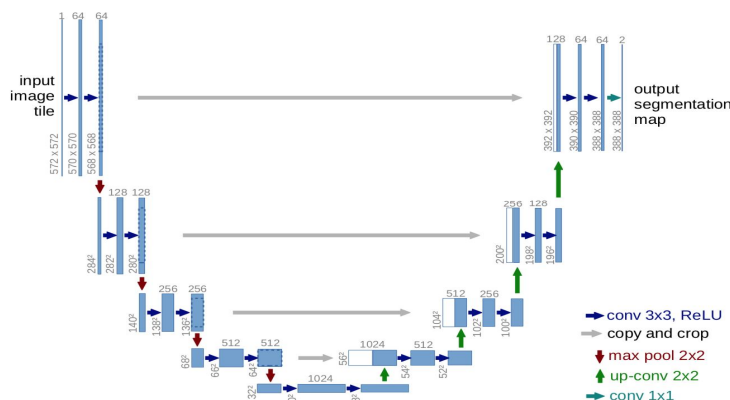 1
64
64
input
image
tile
572 x 572
570 x 570
568 x 568
128
64
64
2
output
segmentation
map
392 x 392
390 x 390
388 x 388
388 x 388
128
128
284²
282²
280²
256
128
200²
198²
196²
256
256
140²
138²
136²
512
256
104²
102²
100²
512
512
68²
66²
64²
1024
512
56²
54²
52²
1024
32²
conv 3x3, ReLU
copy and crop
max pool 2x2
up-conv 2x2
conv 1x1